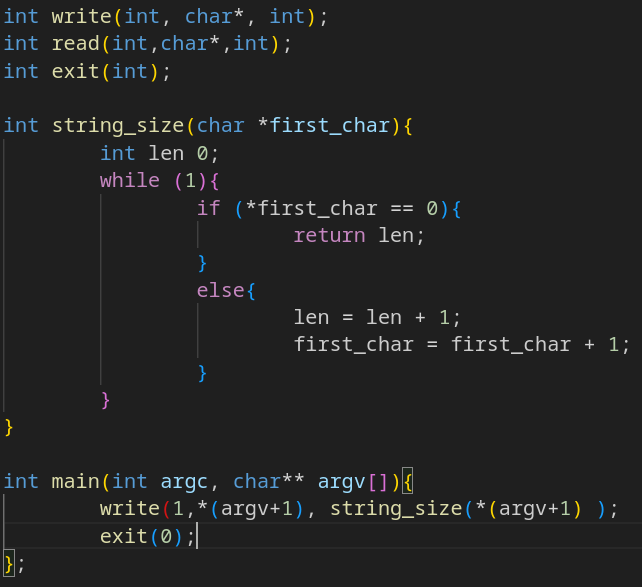 int write(int, char*, int);
int read(int,char*,int);
int exit(int);
int string_size(char *first_char){
int len 0;
while (1){
if (*first_char == 0){
return len;
}
else{
len = len + 1;
first_char = first_char + 1;
}
}
}
int main(int argc, char** argv[]){
write(1,*(argv+1), string_size(*(argv+1) );
exit(0);
};